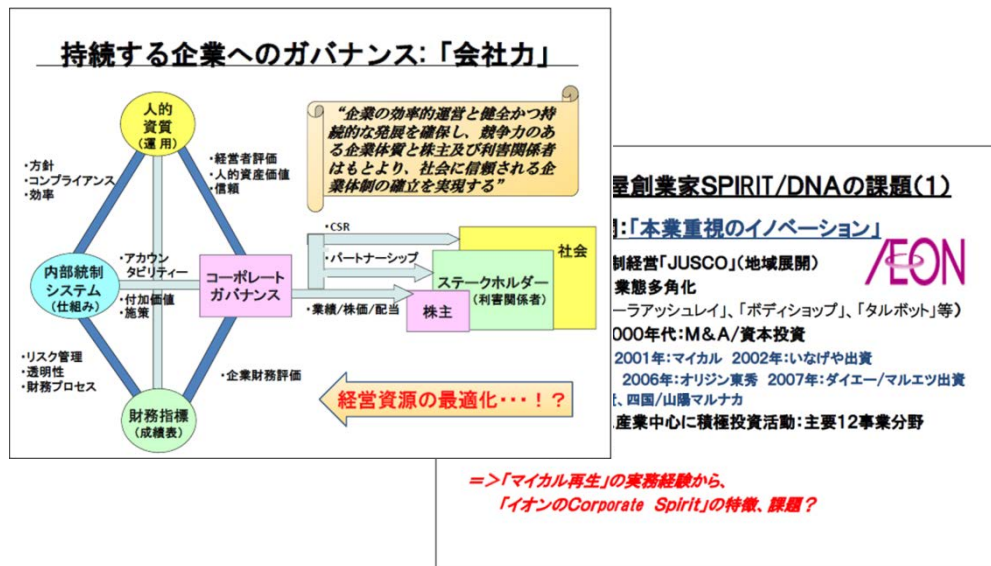 持続する企業へのガバナンス:「会社力」
人的
資質
(運用)
・方針
・コンプライアンス
・効率
・経営者評価
・人的資産価値
・信頼
“企業の効率的運営と健全かつ持
続的な発展を確保し、競争力のあ
る企業体質と株主及び利害関係者
はもとより、社会に信頼される企
業体制の確立を実現する”
内部統制
システム
(仕組み)
・アカウン
タビリティー
・付加価値
・施策
コーポレート
ガバナンス
・CSR
・パートナーシップ
・業績/株価/配当
社会
ステークホルダー
(利害関係者)
株主
・リスク管理
・透明性
・財務プロセス
・企業財務評価
財務指標
(成績表)
経営資源の最適化・・・!?
屋創業家SPIRIT/DNAの課題(1)
:「本業重視のイノベーション」
制経営「JUSCO」(地域展開)
AEON
業態多角化
ーラアッシュレイ」、「ボディショップ」、「タルボット」等)
000年代:M&A/資本投資
2001年:マイカル 2002年:いなげや出資
2006年:オリジン東秀 2007年:ダイエー/マルエツ出資
、四国/山陽マルナカ
産業中心に積極投資活動:主要12事業分野
=>「マイカル再生」の実務経験から、
「イオンのCorporate Spirit」の特徴、課題?